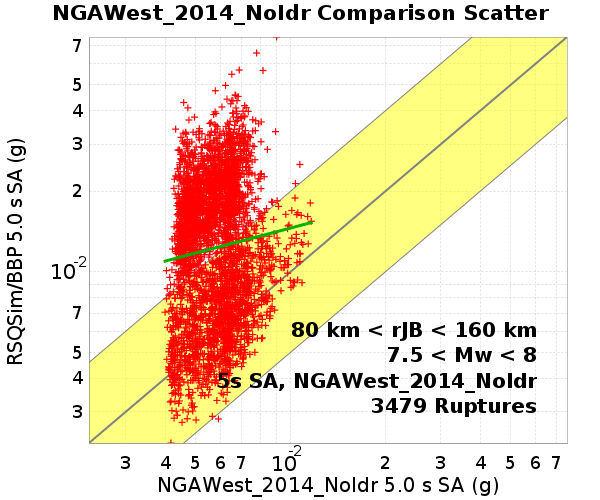 NGAWest_2014_NoIdr Comparison Scatter
7
5
4
3
2
10-2
7
5
4
3
RSQSim/BBP 5.0 s SA (g)
80 km < rJB < 160 km
7.5 < Mw < 8
5s SA, NGAWest_2014_NoIdr
3479 Ruptures
3 4 5 6 7 10-2 2 3 4 5 6 7
NGAWest_2014_NoIdr 5.0 s SA (g)